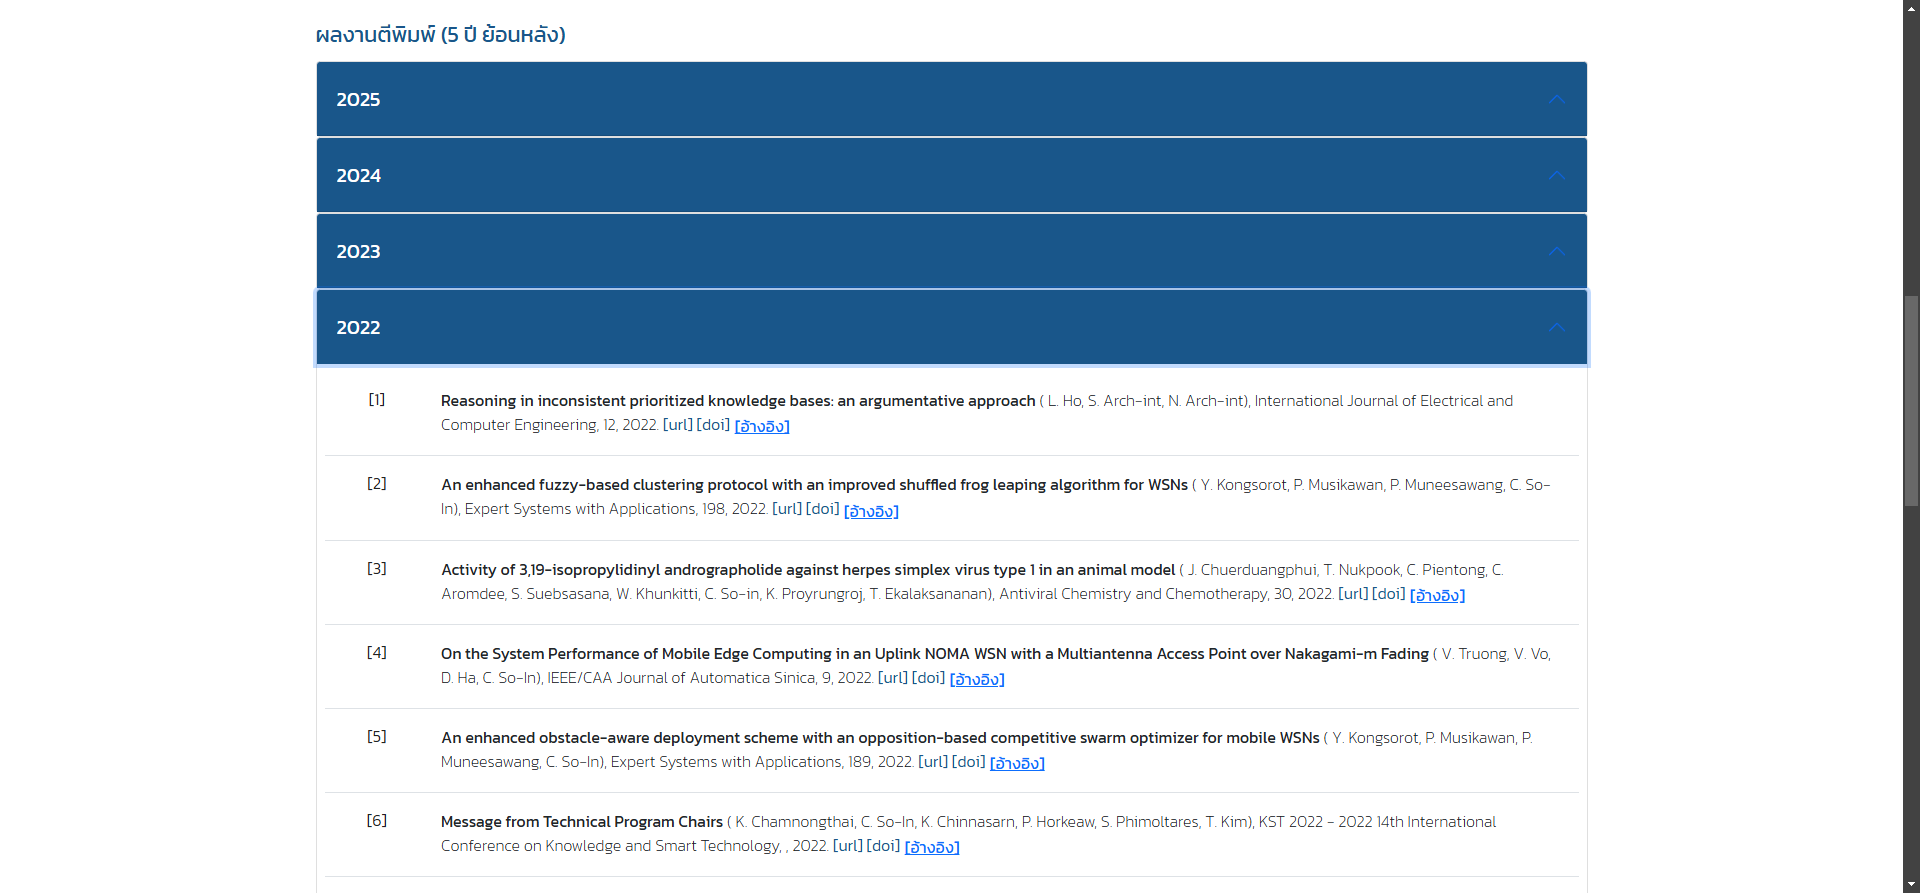 ผลงานตีพิมพ์ (5 ปี ย้อนหลัง)
2025
2024
2023
2022
[1] Reasoning in inconsistent prioritized knowledge bases: an argumentative approach ( L. Ho, S. Arch-int, N. Arch-int), International Journal of Electrical and
Computer Engineering, 12, 2022. [url] [doi] [อ้างอิง]
[2] An enhanced fuzzy-based clustering protocol with an improved shuffled frog leaping algorithm for WSNs ( Y. Kongsorot, P. Musikawan, P. Muneesawang, C. So-
In), Expert Systems with Applications, 198, 2022. [url] [doi] [อ้างอิง]
[3] Activity of 3,19-isopropylidinyl andrographolide against herpes simplex virus type 1 in an animal model ( J. Chuerduangphui, T. Nukpook, C. Pientong, C.
Aromdee, S. Suebsasana, W. Khunkitti, C. So-in, K. Proyrungroj, T. Ekalaksananan), Antiviral Chemistry and Chemotherapy, 30, 2022. [url] [doi] [อ้างอิง]
[4] On the System Performance of Mobile Edge Computing in an Uplink NOMA WSN with a Multiantenna Access Point over Nakagami-m Fading ( V. Truong, V. Vo,
D. Ha, C. So-In), IEEE/CAA Journal of Automatica Sinica, 9, 2022. [url] [doi] [อ้างอิง]
[5] An enhanced obstacle-aware deployment scheme with an opposition-based competitive swarm optimizer for mobile WSNs ( Y. Kongsorot, P. Musikawan, P.
Muneesawang, C. So-In), Expert Systems with Applications, 189, 2022. [url] [doi] [อ้างอิง]
[6] Message from Technical Program Chairs ( K. Chamnongthai, C. So-In, K. Chinnasarn, P. Horkeaw, S. Phimoltares, T. Kim), KST 2022 - 2022 14th International
Conference on Knowledge and Smart Technology, , 2022. [url] [doi] [อ้างอิง]